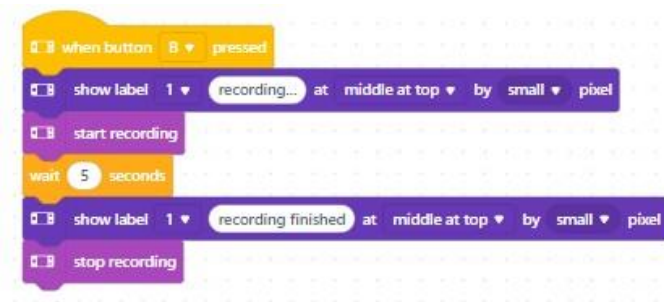 when button B pressed
show label 1 recording... at middle at top by small pixel
start recording
wait 5 seconds
show label 1 recording finished at middle at top by small pixel
stop recording